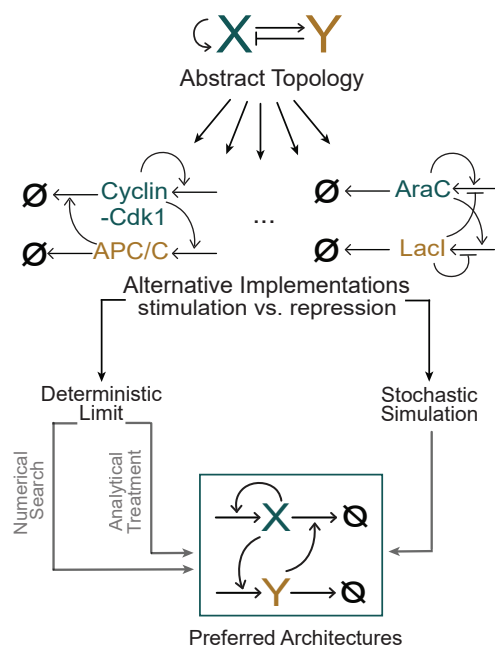 X Y
Abstract Topology
Ø Cyclin
-Cdk1
Ø APC/C
...
Ø AraC
Ø LacI
Alternative Implementations
stimulation vs. repression
Deterministic
Limit
Stochastic
Simulation
Numerical
Search
Analytical
Treatment
X Ø
Y Ø
Preferred Architectures